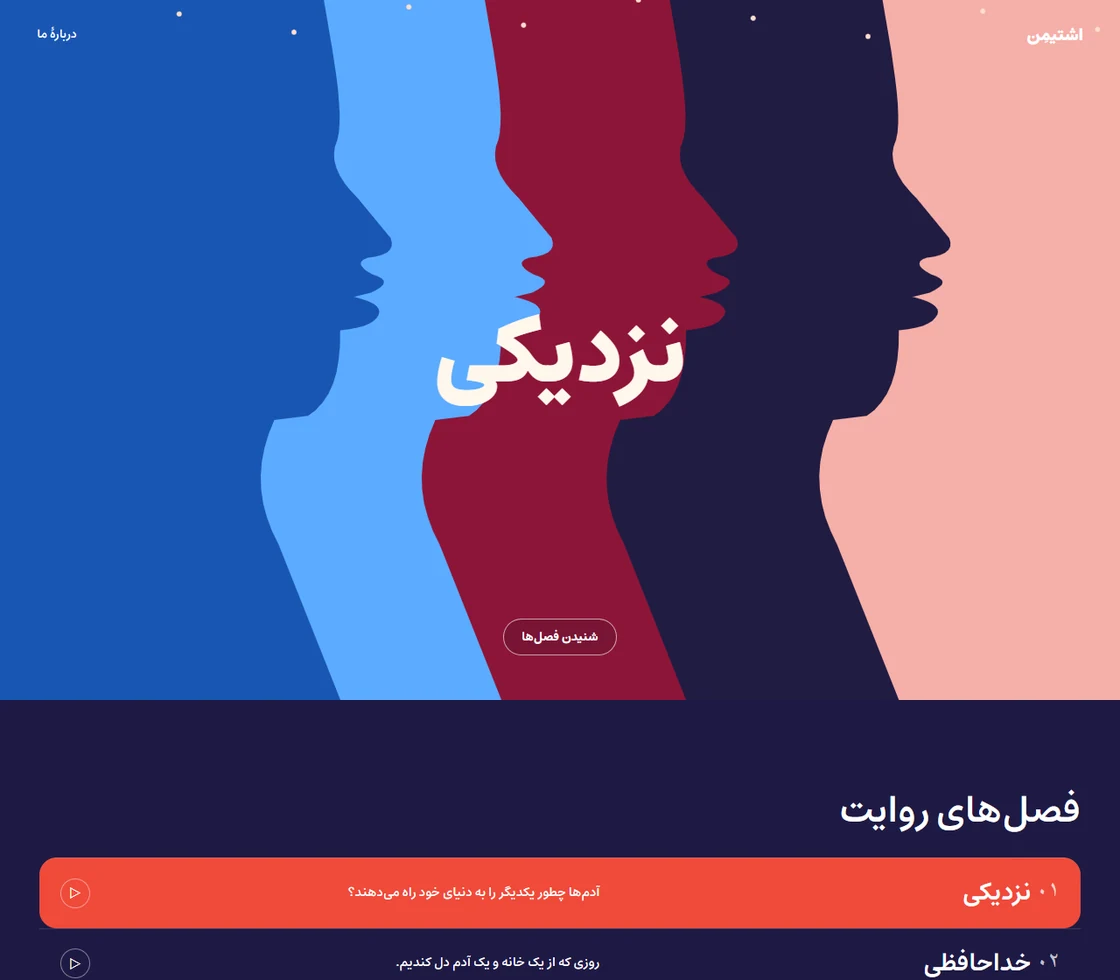 اشتیمِن
دربارهٔ ما
نزدیکی
شنیدن فصل‌ها
فصل‌های روایت
۰۱ نزدیکی
آدم‌ها چطور یکدیگر را به دنیای خود راه می‌دهند؟
۰۲ خداحافظی
روزی که از یک خانه و یک آدم دل کندیم.